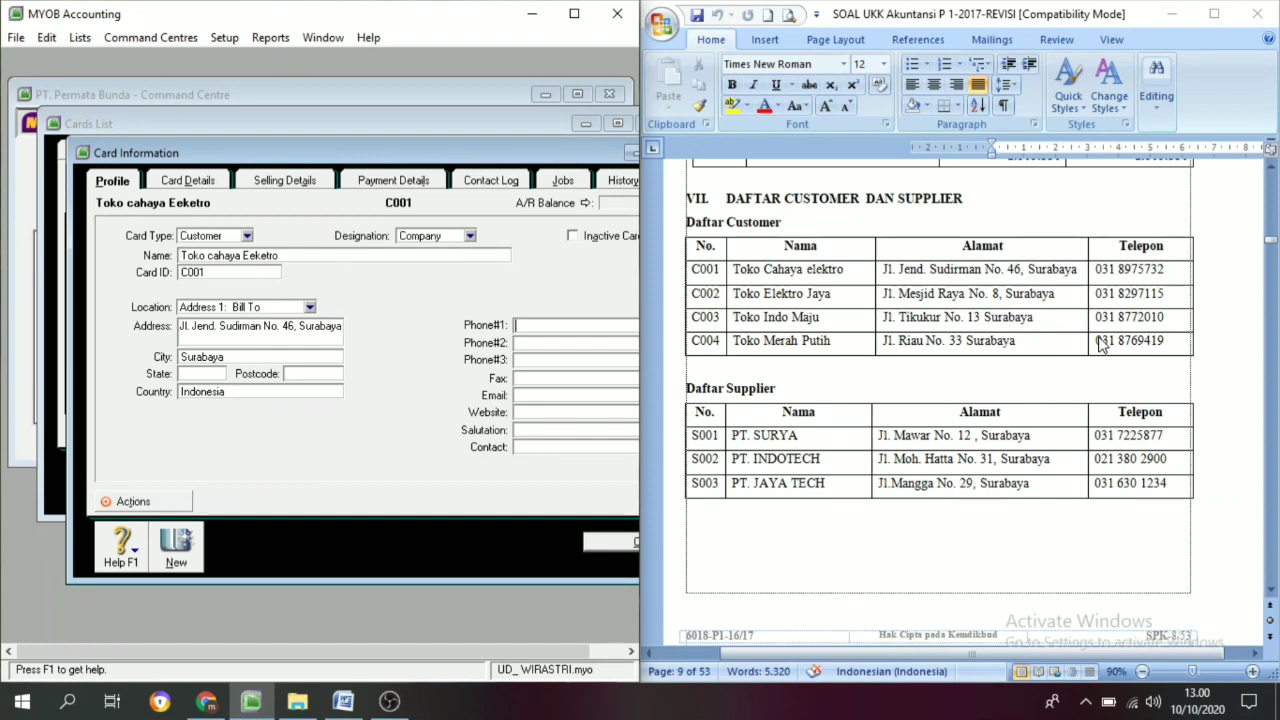 MYOB Accounting
File Edit Lists Command Centres Setup Reports Window Help
PT. Permata Bunda - Command Centre
Cards List
Card Information
Profile Card Details Selling Details Payment Details Contact Log Jobs History
Toko cahaya Eeketro C001 A/R Balance
Card Type: Customer Designation: Company Inactive Card
Name: Toko cahaya Eeketro
Card ID: C001
Location: Address 1: Bill To
Address: Jl. Jend. Sudirman No. 46, Surabaya Phone#1:
Phone#2:
City: Surabaya Phone#3:
State: Postcode: Fax:
Country: Indonesia Email:
Website:
Salutation:
Contact:
Actions
Help F1 New
Press F1 to get help. UD_ WIRASTRI.myo
SOAL UKK Akuntansi P 1-2017-REVISI [Compatibility Mode]
Home Insert Page Layout References Mailings Review View
Times New Roman 12
Paste Quick Styles Change Styles Editing
Clipboard Font Paragraph Styles
VII. DAFTAR CUSTOMER DAN SUPPLIER
Daftar Customer
No. Nama Alamat Telepon
C001 Toko Cahaya elektro Jl. Jend. Sudirman No. 46, Surabaya 031 8975732
C002 Toko Elektro Jaya Jl. Mesjid Raya No. 8, Surabaya 031 8297115
C003 Toko Indo Maju Jl. Tikukur No. 13 Surabaya 031 8772010
C004 Toko Merah Putih Jl. Riau No. 33 Surabaya 031 8769419
Daftar Supplier
No. Nama Alamat Telepon
S001 PT. SURYA Jl. Mawar No. 12 , Surabaya 031 7225877
S002 PT. INDOTECH Jl. Moh. Hatta No. 31, Surabaya 021 380 2900
S003 PT. JAYA TECH Jl.Mangga No. 29, Surabaya 031 630 1234
Activate Windows
Go to Settings to activate Windows.
6018-P1-16/17 Hak Cipta pada Kemdikbud SPK-8/53
Page: 9 of 53 Words: 5.320 Indonesian (Indonesia) 90%
13.00
10/10/2020